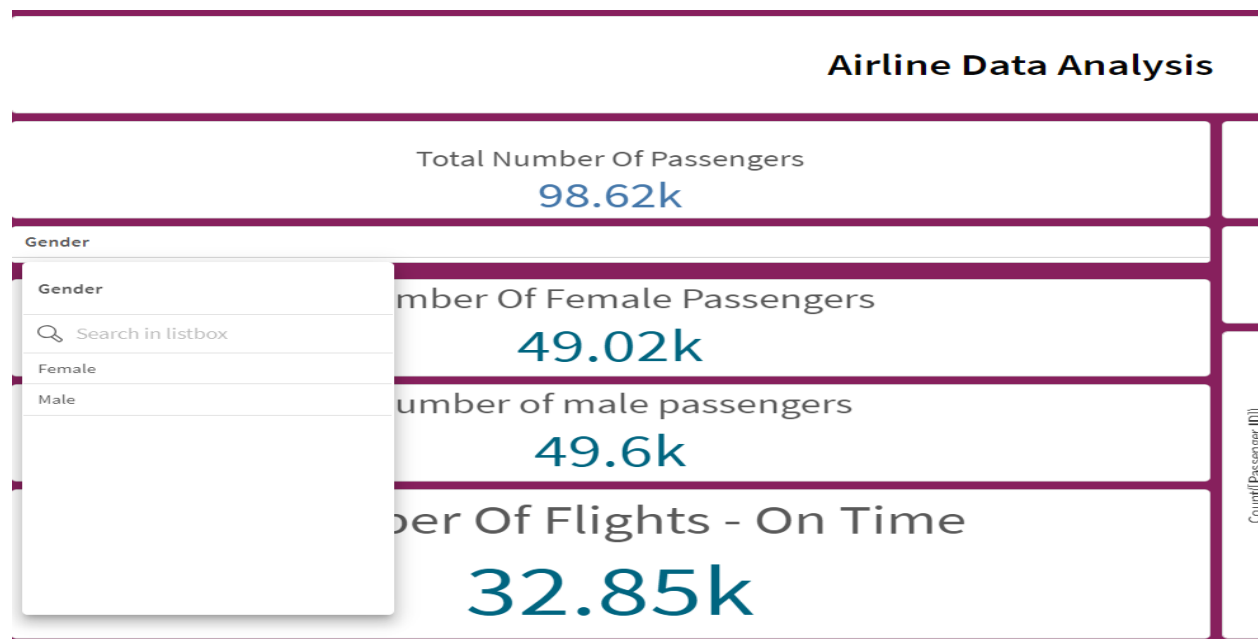 Airline Data Analysis
Total Number Of Passengers
98.62k
Gender
Gender
Search in listbox
Female
Male
mber Of Female Passengers
49.02k
umber of male passengers
49.6k
er Of Flights - On Time
32.85k
Count([Passenger ID])